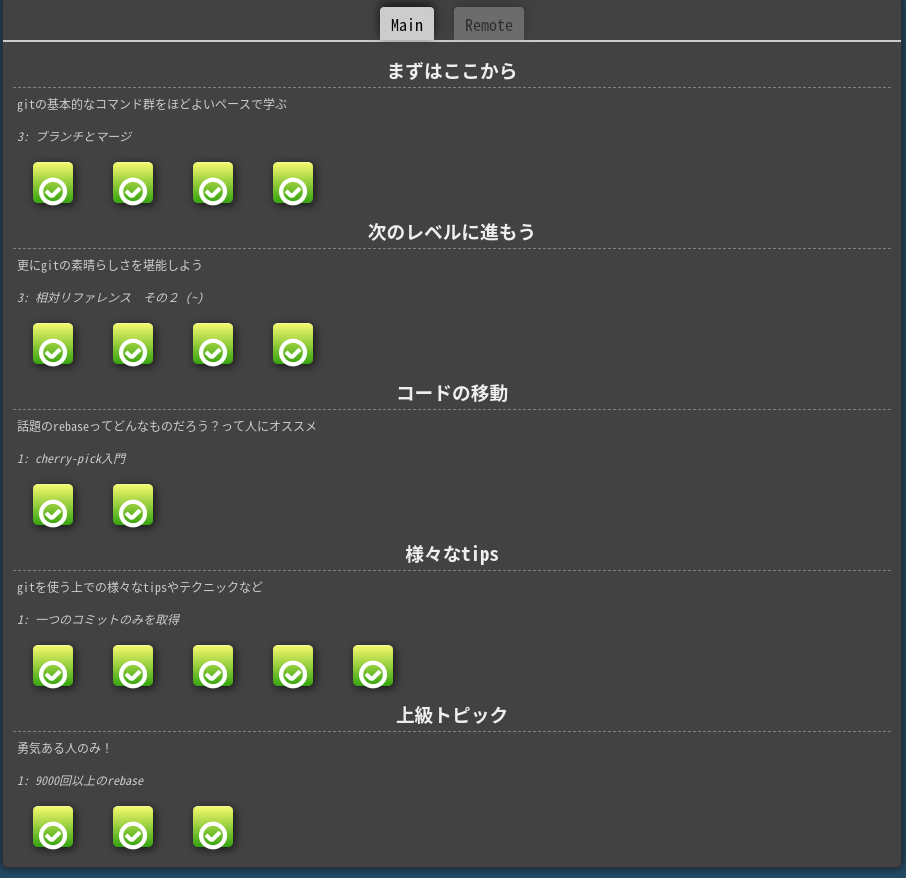 Main Remote
まずはここから
gitの基本的なコマンド群をほどよいペースで学ぶ
3: ブランチとマージ
次のレベルに進もう
更にgitの素晴らしさを堪能しよう
3: 相対リファレンス　その２ (~)
コードの移動
話題のrebaseってどんなものだろう？って人にオススメ
1: cherry-pick入門
様々なtips
gitを使う上での様々なtipsやテクニックなど
1: 一つのコミットのみを取得
上級トピック
勇気ある人のみ！
1: 9000回以上のrebase